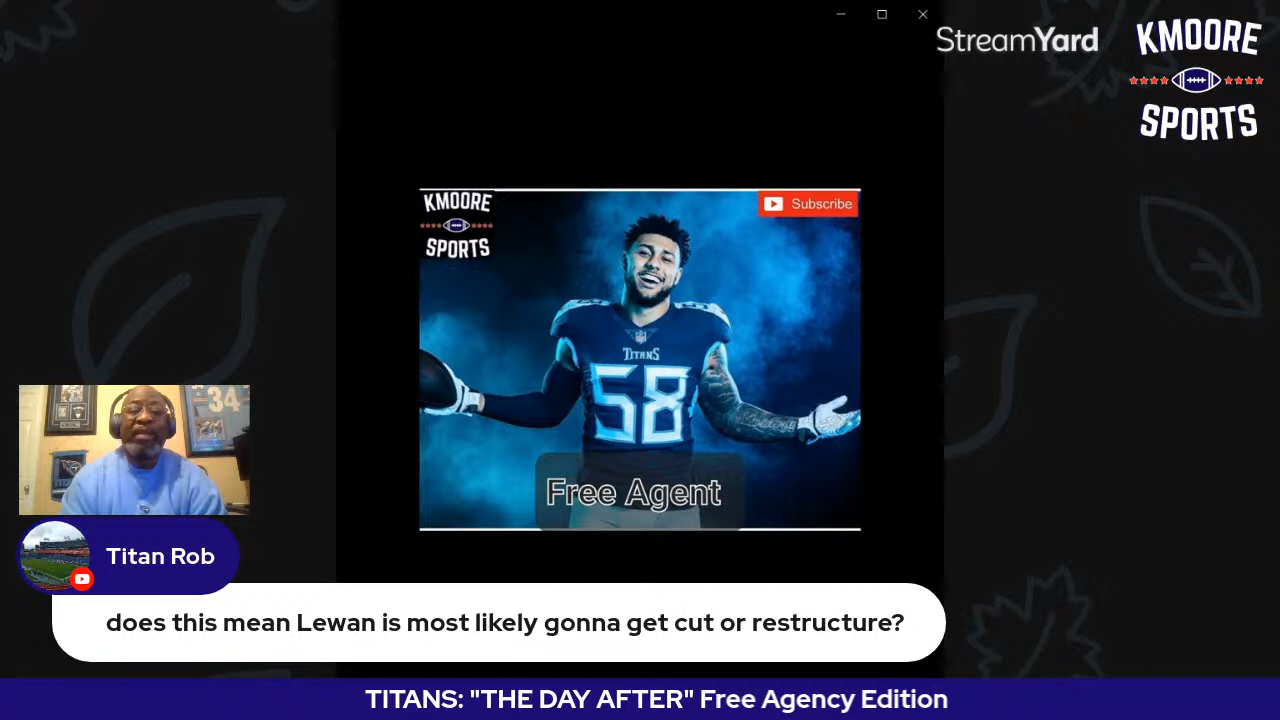 StreamYard
KMOORE
SPORTS
KMOORE
SPORTS
Subscribe
TITANS
58
Free Agent
34
Titan Rob
does this mean Lewan is most likely gonna get cut or restructure?
TITANS: "THE DAY AFTER" Free Agency Edition